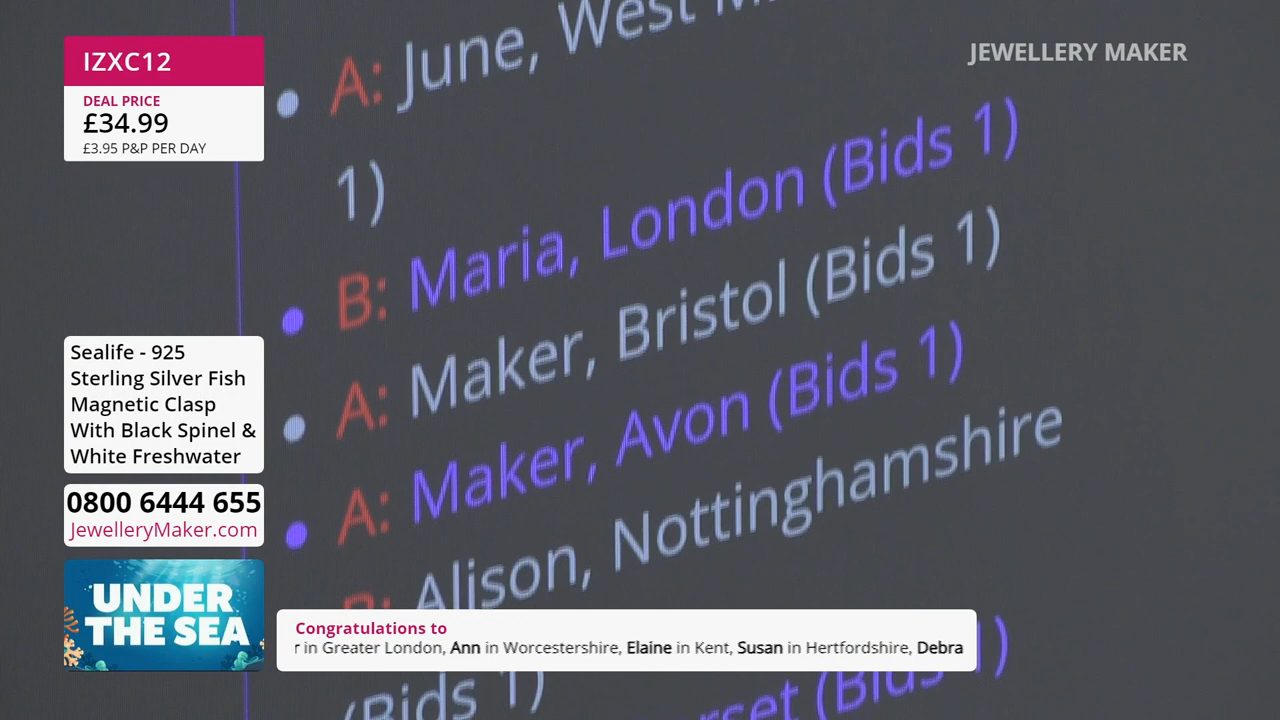 IZXC12
DEAL PRICE
£34.99
£3.95 P&P PER DAY
JEWELLERY MAKER
A: June, West
1)
B: Maria, London (Bids 1)
A: Maker, Bristol (Bids 1)
A: Maker, Avon (Bids 1)
B: Alison, Nottinghamshire
(Bids 1)
(Bids 1)
Sealife - 925
Sterling Silver Fish
Magnetic Clasp
With Black Spinel &
White Freshwater
0800 6444 655
JewelleryMaker.com
UNDER
THE SEA
Congratulations to
in Greater London, Ann in Worcestershire, Elaine in Kent, Susan in Hertfordshire, Debra